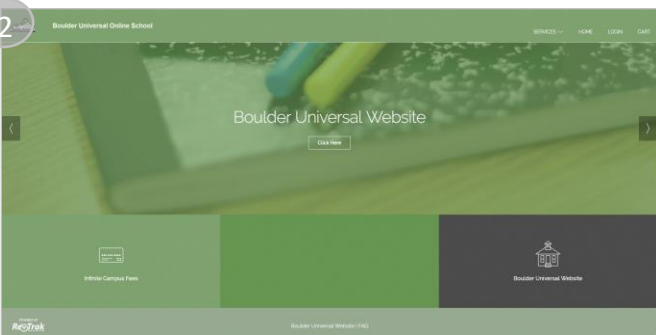 2
Boulder Universal Online School
SERVICES
HOME
LOGIN
CART
Boulder Universal Website
Click Here
Infinite Campus Fees
Boulder Universal Website
RevTrak
Boulder Universal Website | FAQ